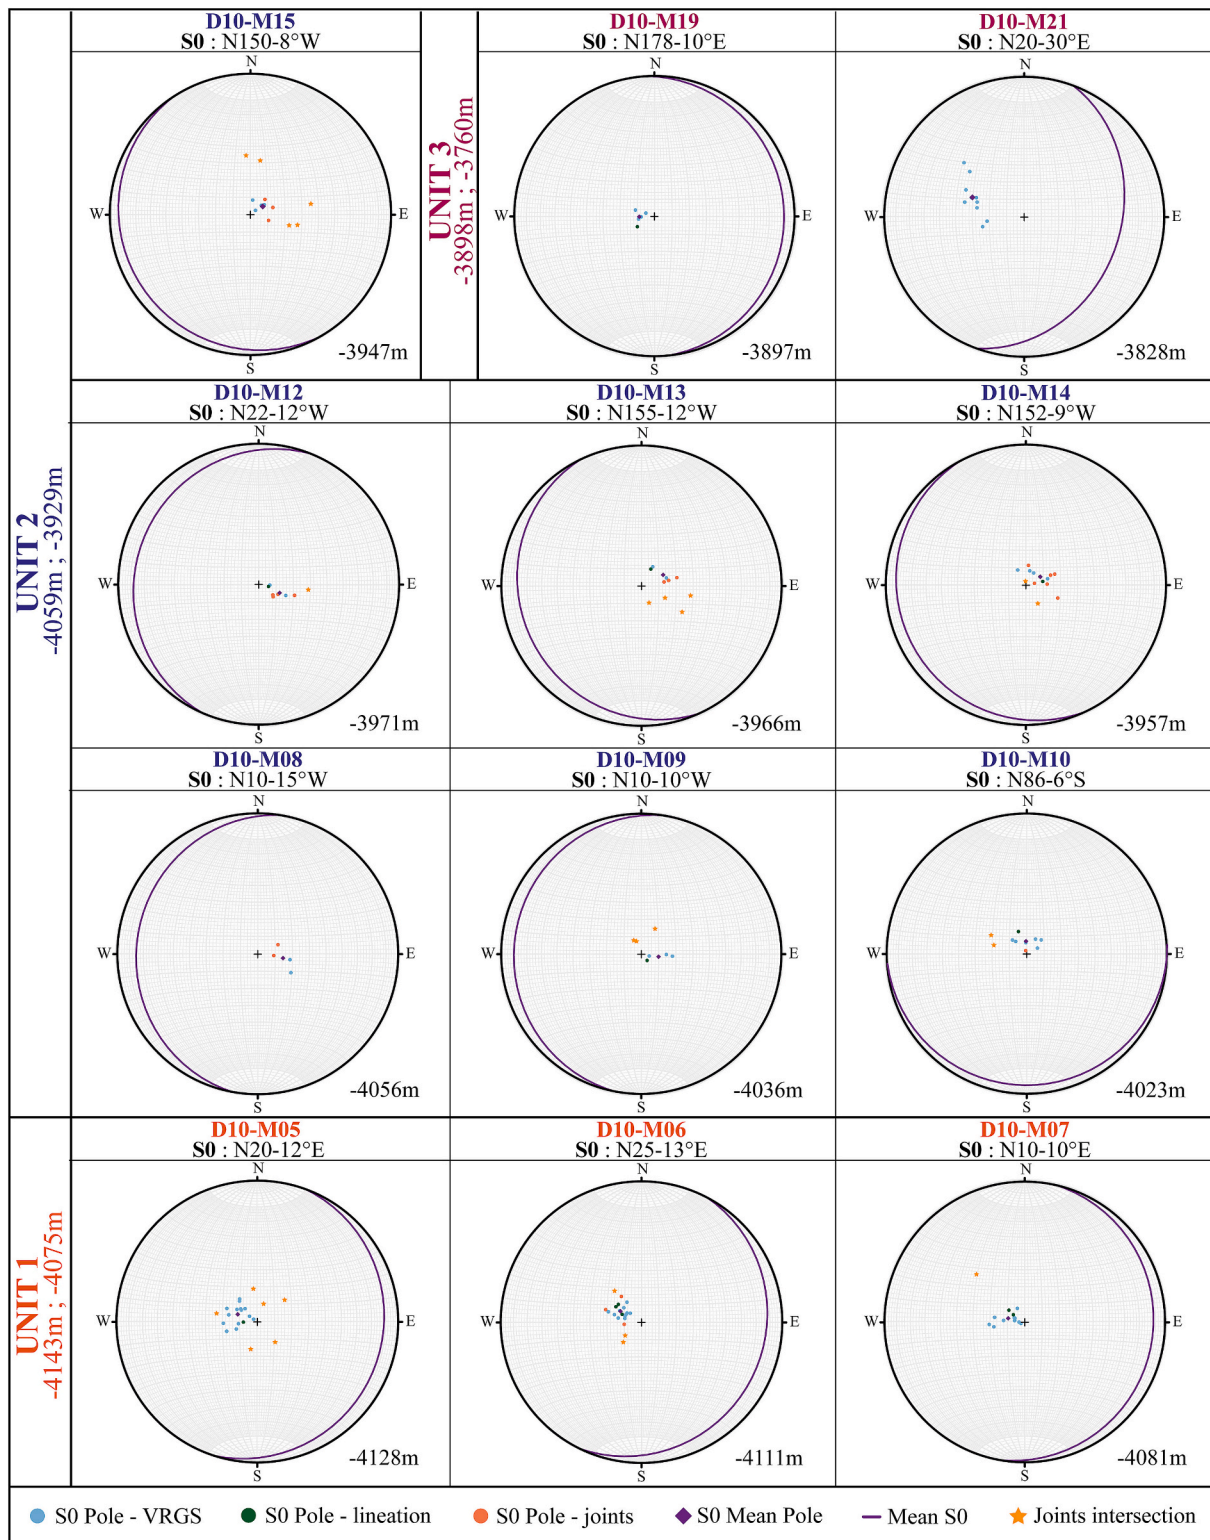 D10-M15
S0 : N150-8°W
N
W
E
S
-3947m
UNIT 3
-3898m ; -3760m
D10-M19
S0 : N178-10°E
N
W
E
S
-3897m
D10-M21
S0 : N20-30°E
N
W
E
S
-3828m
UNIT 2
-4059m ; -3929m
D10-M12
S0 : N22-12°W
N
W
E
S
-3971m
D10-M13
S0 : N155-12°W
N
W
E
S
-3966m
D10-M14
S0 : N152-9°W
N
W
E
S
-3957m
D10-M08
S0 : N10-15°W
N
W
E
S
-4056m
D10-M09
S0 : N10-10°W
N
W
E
S
-4036m
D10-M10
S0 : N86-6°S
N
W
E
S
-4023m
UNIT 1
-4143m ; -4075m
D10-M05
S0 : N20-12°E
N
W
E
S
-4128m
D10-M06
S0 : N25-13°E
N
W
E
S
-4111m
D10-M07
S0 : N10-10°E
N
W
E
S
-4081m
S0 Pole - VRGS
S0 Pole - lineation
S0 Pole - joints
S0 Mean Pole
Mean S0
Joints intersection